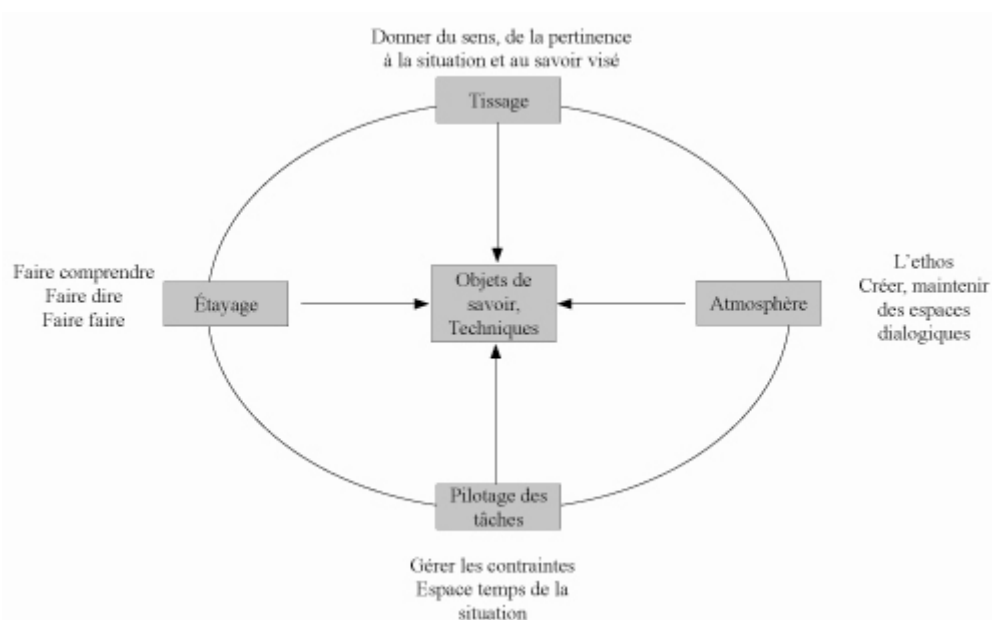 Donner du sens, de la pertinence
à la situation et au savoir visé
Tissage
Faire comprendre
Faire dire
Faire faire
Étayage
Objets de
savoir,
Techniques
Atmosphère
L'ethos
Créer, maintenir
des espaces
dialogiques
Pilotage des
tâches
Gérer les contraintes
Espace temps de la
situation